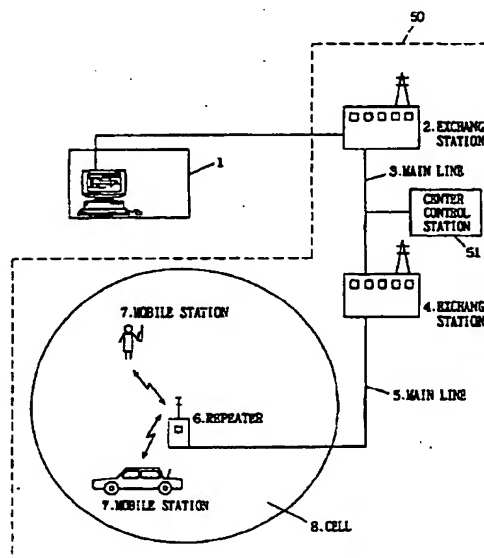 50
2.EXCHANG
STATION
1
3.MAIN LINE
CENTER
CONTROL
STATION
51
7.MOBILE STATION
4.EXCHANG
STATION
5.MAIN LINE
6.REPEATER
7.MOBILE STATION
8.CELL